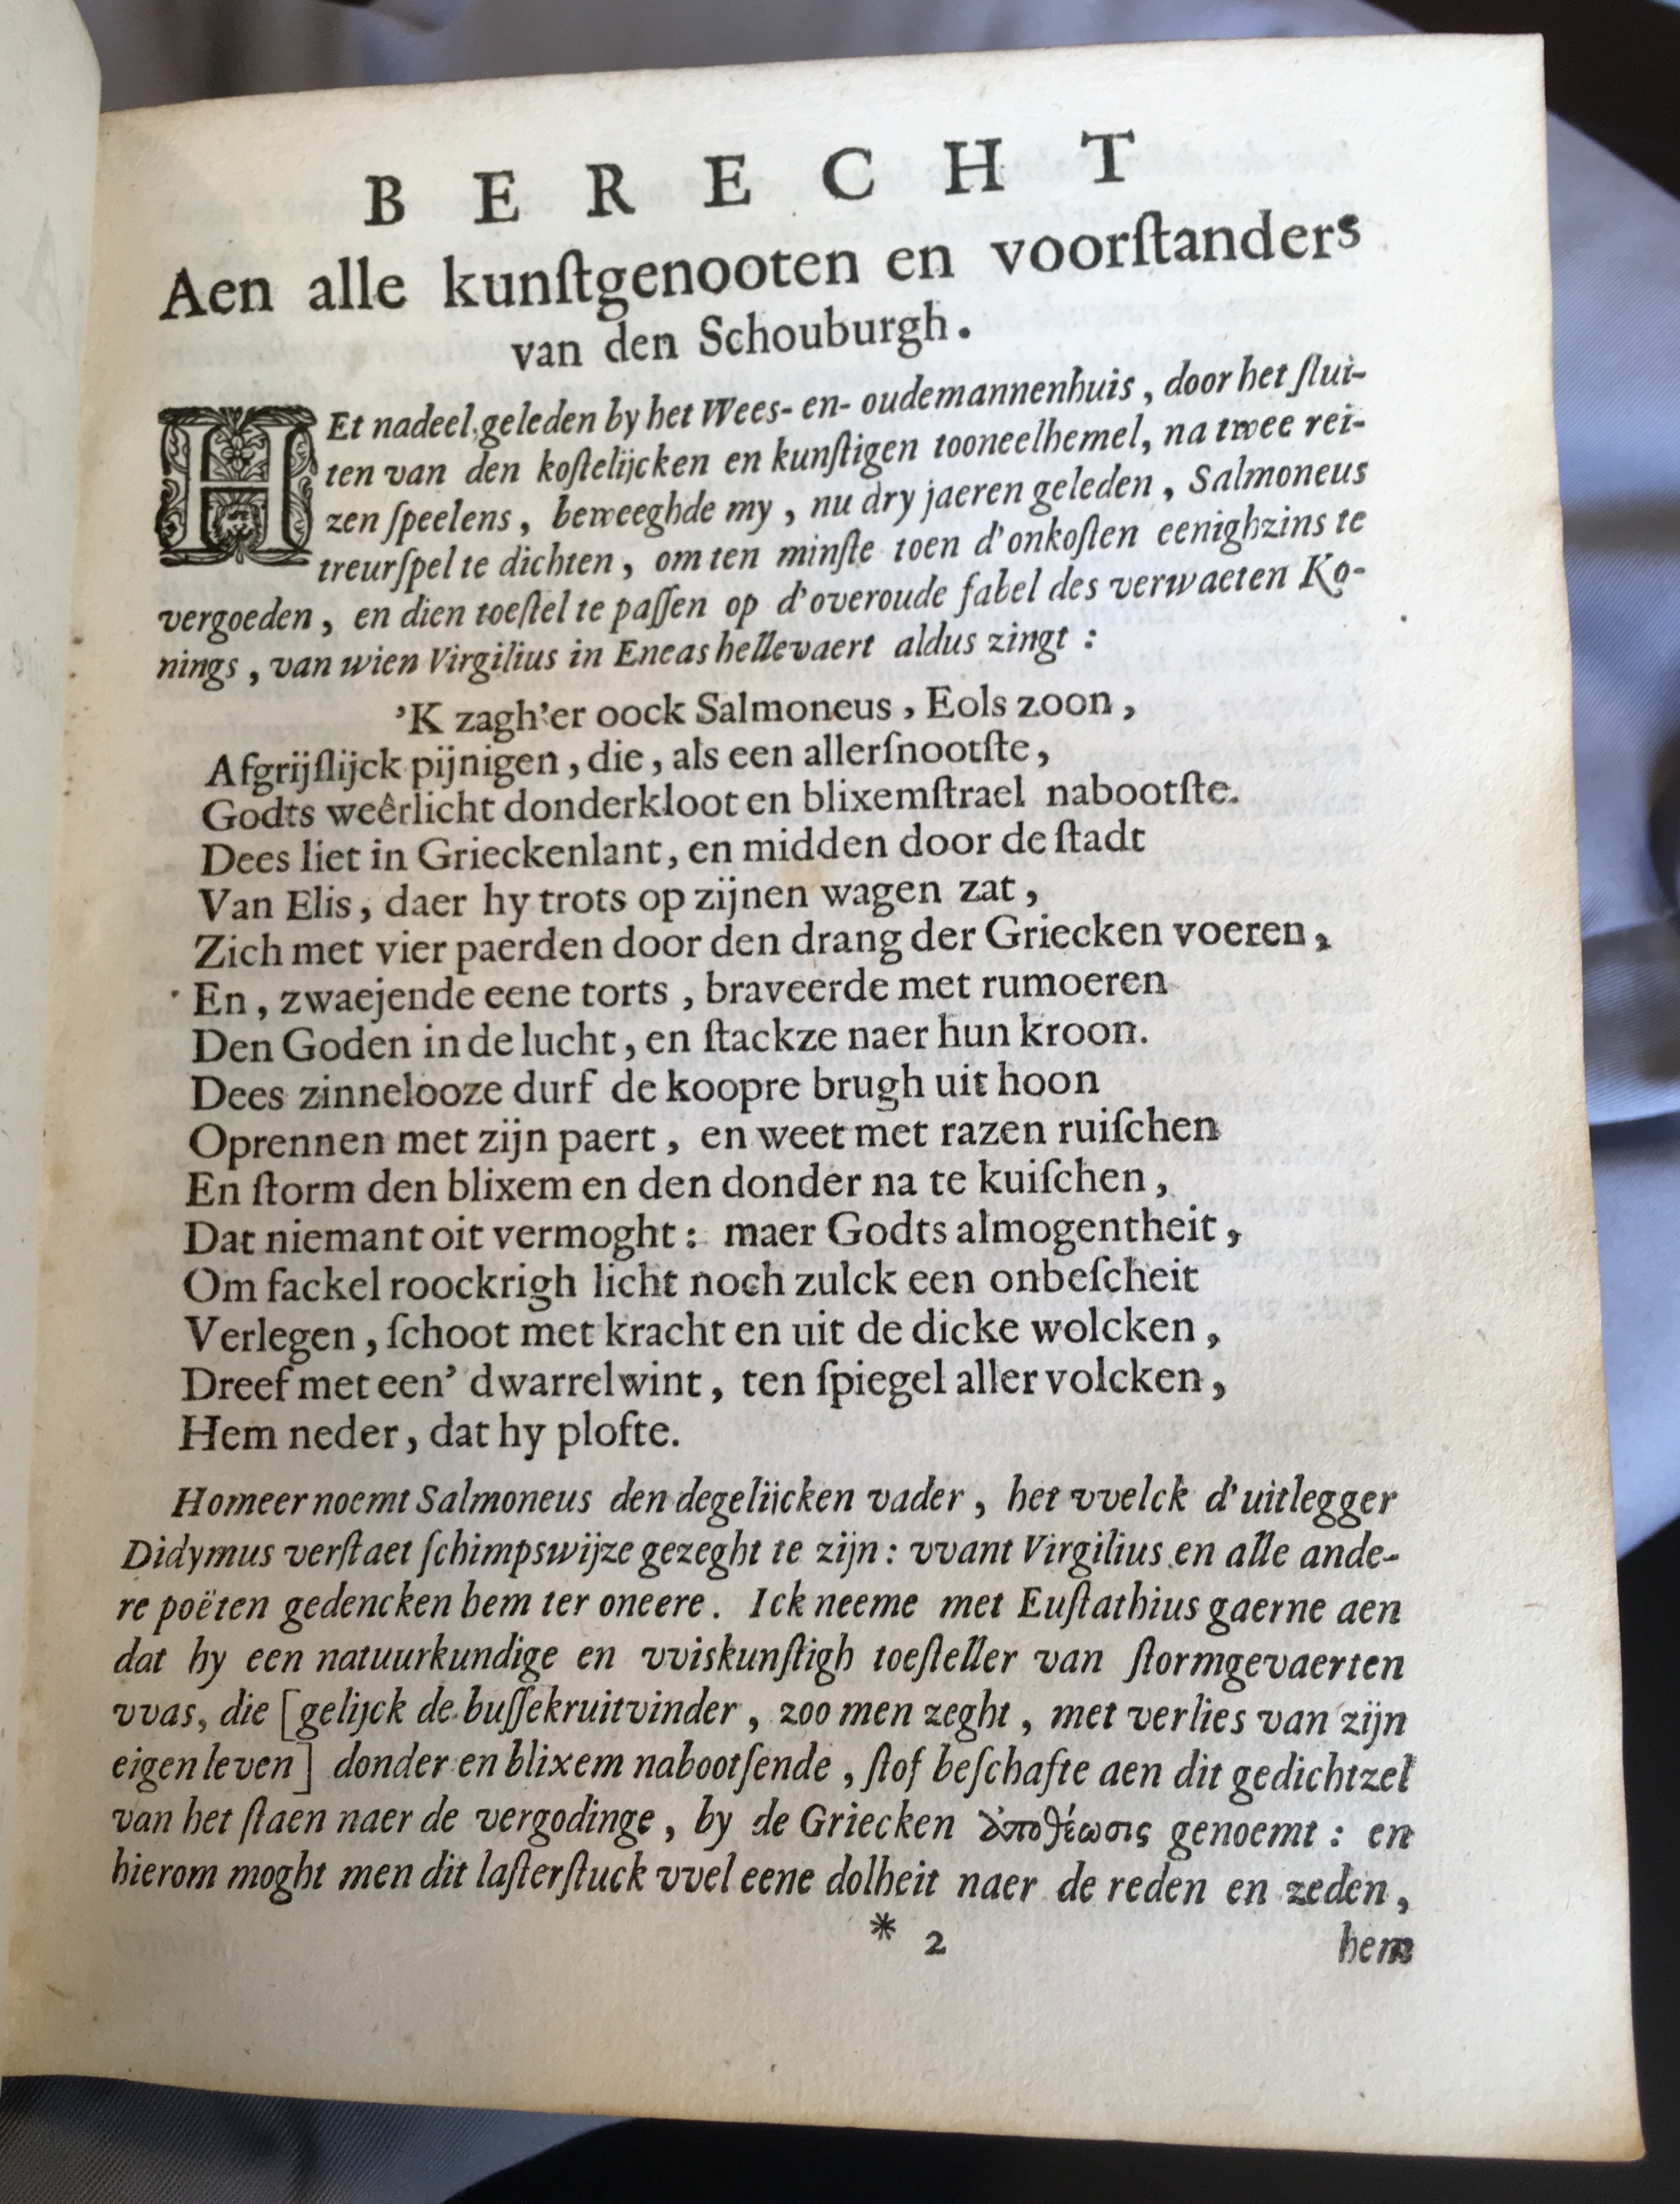 BERECHT
Aen alle kunſtgenooten en voorſtanders
van den Schouburgh.
HEt nadeel, geleden by het Wees- en- oudemannenhuis, door het ſlui-
ten van den koſtelijcken en kunſtigen tooneelhemel, na twee rei-
zen ſpeelens, beweeghde my, nu dry jaeren geleden, Salmoneus
treurſpel te dichten, om ten minſte toen d'onkoſten eenighzins te
vergoeden, en dien toeſtel te paſſen op d'overoude fabel des verwaeten Ko-
nings, van wien Virgilius in Eneas hellevaert aldus zingt:
'K zagh'er oock Salmoneus, Eols zoon,
Afgrijſlijck pijnigen, die, als een allerſnootſte,
Godts weêrlicht donderkloot en blixemſtrael nabootſte.
Dees liet in Grieckenlant, en midden door de ſtadt
Van Elis, daer hy trots op zijnen wagen zat,
Zich met vier paerden door den drang der Griecken voeren,
En, zwaejende eene torts, braveerde met rumoeren
Den Goden in de lucht, en ſtackze naer hun kroon.
Dees zinnelooze durf de koopre brugh uit hoon
Oprennen met zijn paert, en weet met razen ruiſchen
En ſtorm den blixem en den donder na te kuiſchen,
Dat niemant oit vermoght: maer Godts almogentheit,
Om fackel roockrigh licht noch zulck een onbeſcheit
Verlegen, ſchoot met kracht en uit de dicke wolcken,
Dreef met een' dwarrelwint, ten ſpiegel aller volcken,
Hem neder, dat hy plofte.
Homeer noemt Salmoneus den degelijcken vader, het vvelck d'uitlegger
Didymus verſtaet ſchimpswijze gezeght te zijn: vvant Virgilius en alle ande-
re poëten gedencken hem ter oneere. Ick neeme met Euſtathius gaerne aen
dat hy een natuurkundige en vviskunſtigh toeſteller van ſtormgevaerten
vvas, die [gelijck de buſſekruitvinder, zoo men zeght, met verlies van zijn
eigen leven] donder en blixem nabootſende, ſtof beſchafte aen dit gedichtzel
van het ſtaen naer de vergodinge, by de Griecken ἀποθέωσις genoemt: en
hierom moght men dit laſterſtuck vvel eene dolheit naer de reden en zeden,
* 2
hem